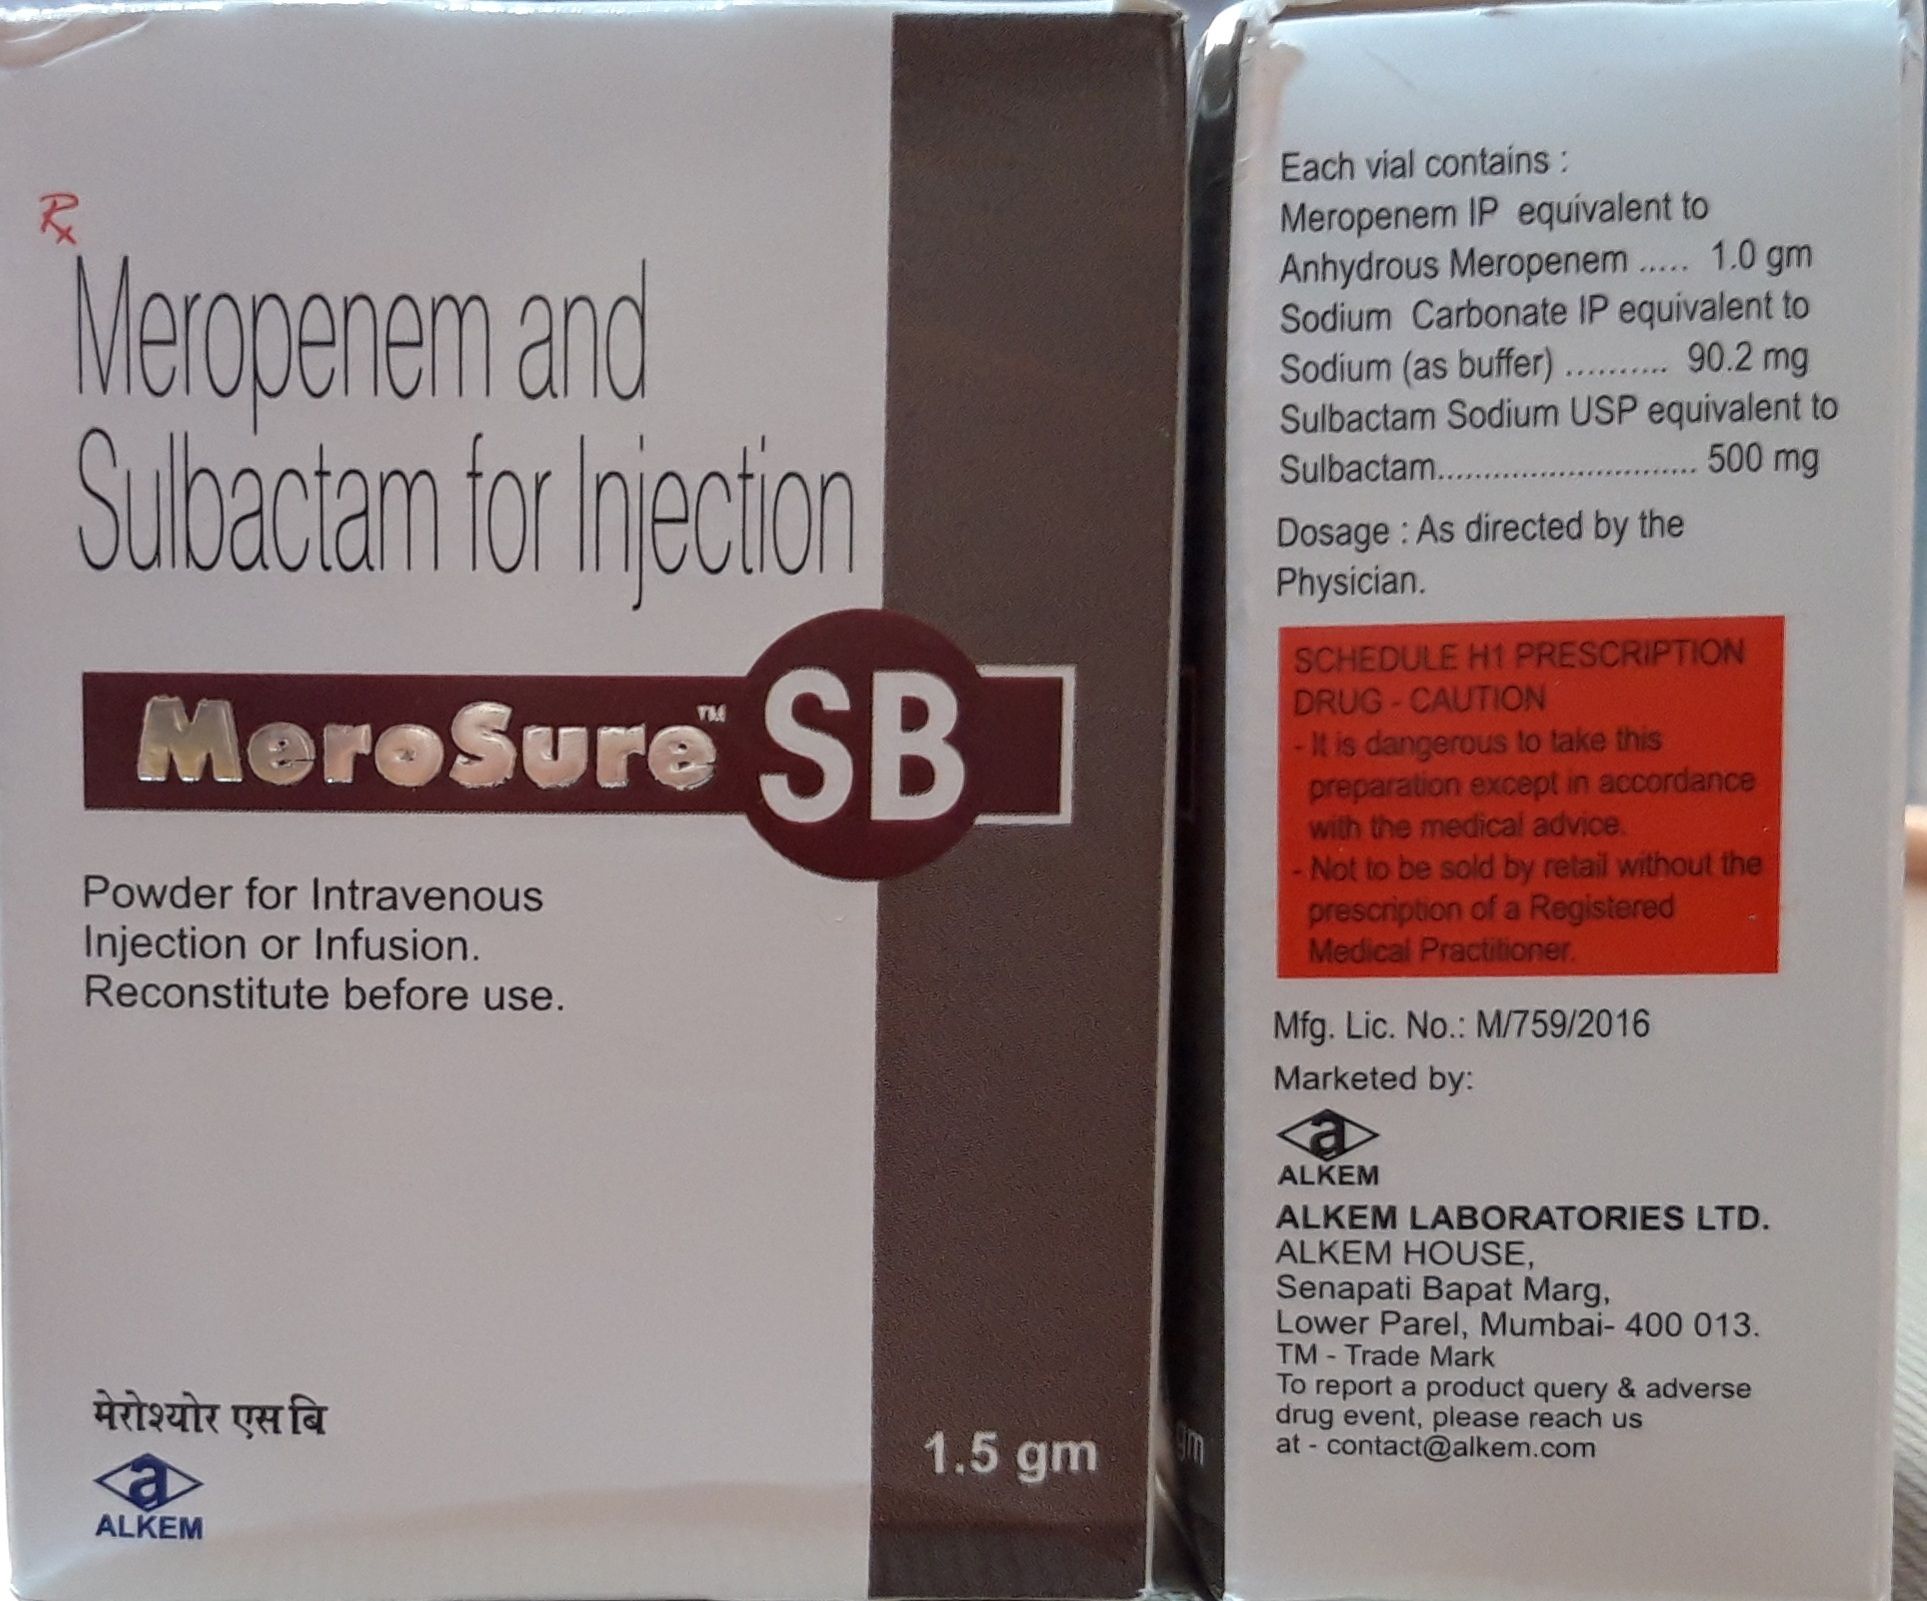 Rx
Meropenem and
Sulbactam for Injection
MeroSure™ SB
Powder for Intravenous
Injection or Infusion.
Reconstitute before use.
मेरोश्योर एस बि
a
ALKEM
1.5 gm
gm
Each vial contains :
Meropenem IP equivalent to
Anhydrous Meropenem ..... 1.0 gm
Sodium Carbonate IP equivalent to
Sodium (as buffer) .......... 90.2 mg
Sulbactam Sodium USP equivalent to
Sulbactam............................ 500 mg
Dosage : As directed by the
Physician.
SCHEDULE H1 PRESCRIPTION
DRUG - CAUTION
- It is dangerous to take this
preparation except in accordance
with the medical advice.
- Not to be sold by retail without the
prescription of a Registered
Medical Practitioner.
Mfg. Lic. No.: M/759/2016
Marketed by:
a
ALKEM
ALKEM LABORATORIES LTD.
ALKEM HOUSE,
Senapati Bapat Marg,
Lower Parel, Mumbai- 400 013.
TM - Trade Mark
To report a product query & adverse
drug event, please reach us
at - contact@alkem.com